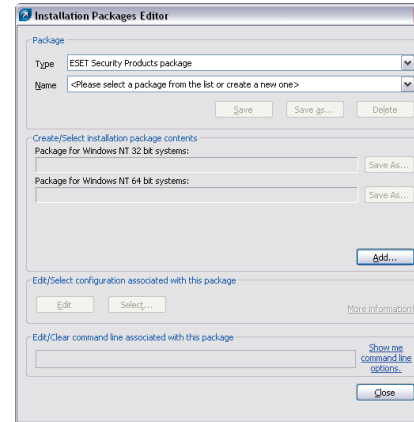 Installation Packages Editor
Package
Type ESET Security Products package
Name <Please select a package from the list or create a new one>
Save Save as... Delete
Create/Select installation package contents
Package for Windows NT 32 bit systems:
Save As...
Package for Windows NT 64 bit systems:
Save As...
Add...
Edit/Select configuration associated with this package
Edit Select... More information
Edit/Clear command line associated with this package
Show me
command line
options.
Close